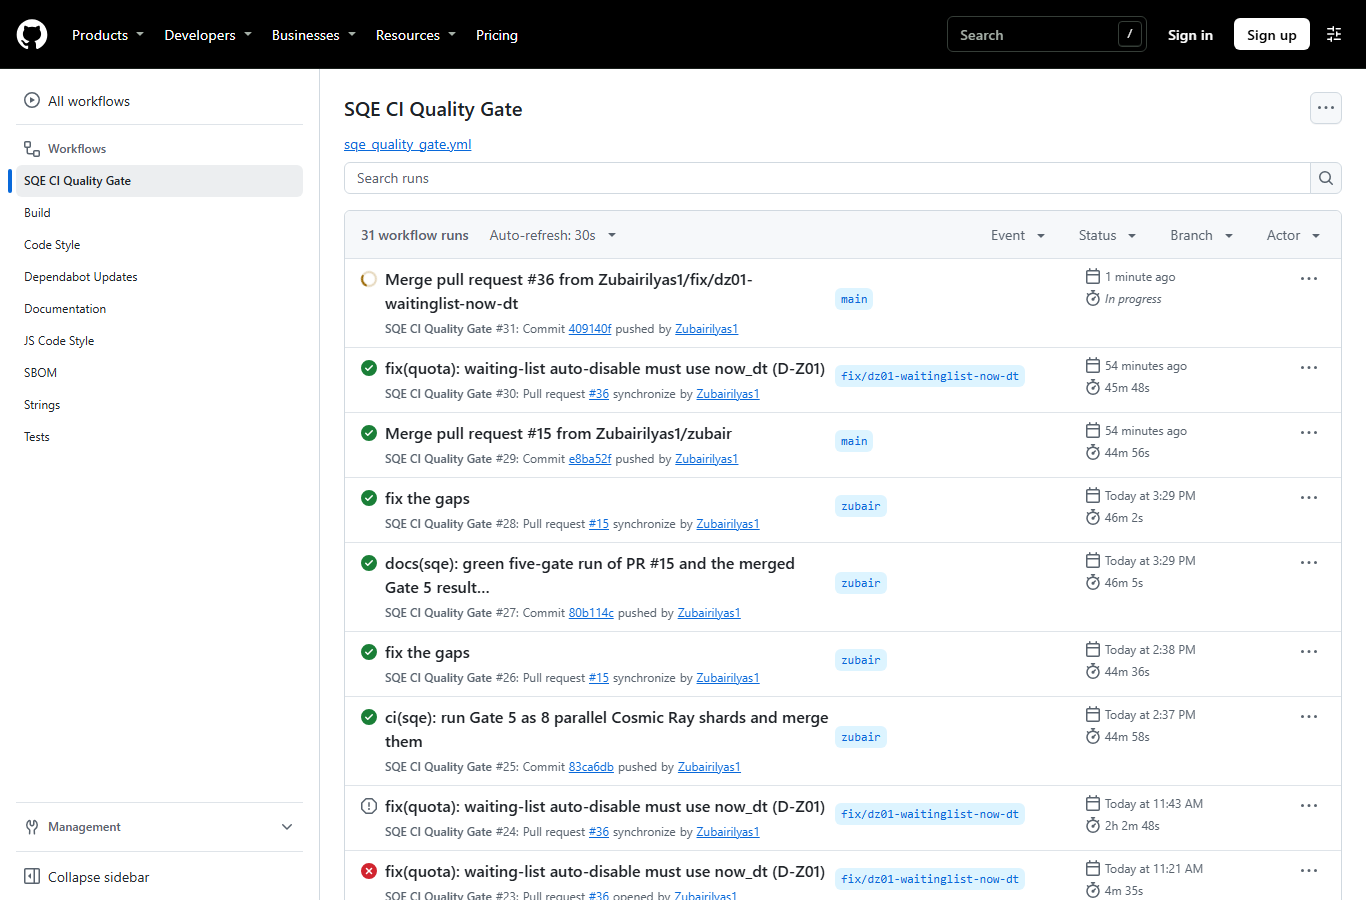 Products
Developers
Businesses
Resources
Pricing
Search
/
Sign in
Sign up
All workflows
Workflows
SQE CI Quality Gate
Build
Code Style
Dependabot Updates
Documentation
JS Code Style
SBOM
Strings
Tests
Management
Collapse sidebar
SQE CI Quality Gate
sqe_quality_gate.yml
Search runs
31 workflow runs
Auto-refresh: 30s
Event
Status
Branch
Actor
Merge pull request #36 from Zubairilyas1/fix/dz01-
waitinglist-now-dt
SQE CI Quality Gate #31: Commit 409140f pushed by Zubairilyas1
main
1 minute ago
In progress
fix(quota): waiting-list auto-disable must use now_dt (D-Z01)
SQE CI Quality Gate #30: Pull request #36 synchronize by Zubairilyas1
fix/dz01-waitinglist-now-dt
54 minutes ago
45m 48s
Merge pull request #15 from Zubairilyas1/zubair
SQE CI Quality Gate #29: Commit e8ba52f pushed by Zubairilyas1
main
54 minutes ago
44m 56s
fix the gaps
SQE CI Quality Gate #28: Pull request #15 synchronize by Zubairilyas1
zubair
Today at 3:29 PM
46m 2s
docs(sqe): green five-gate run of PR #15 and the merged
Gate 5 result...
SQE CI Quality Gate #27: Commit 80b114c pushed by Zubairilyas1
zubair
Today at 3:29 PM
46m 5s
fix the gaps
SQE CI Quality Gate #26: Pull request #15 synchronize by Zubairilyas1
zubair
Today at 2:38 PM
44m 36s
ci(sqe): run Gate 5 as 8 parallel Cosmic Ray shards and merge
them
SQE CI Quality Gate #25: Commit 83ca6db pushed by Zubairilyas1
zubair
Today at 2:37 PM
44m 58s
fix(quota): waiting-list auto-disable must use now_dt (D-Z01)
SQE CI Quality Gate #24: Pull request #36 synchronize by Zubairilyas1
fix/dz01-waitinglist-now-dt
Today at 11:43 AM
2h 2m 48s
fix(quota): waiting-list auto-disable must use now_dt (D-Z01)
SQE CI Quality Gate #23: Pull request #36 opened by Zubairilyas1
fix/dz01-waitinglist-now-dt
Today at 11:21 AM
4m 35s